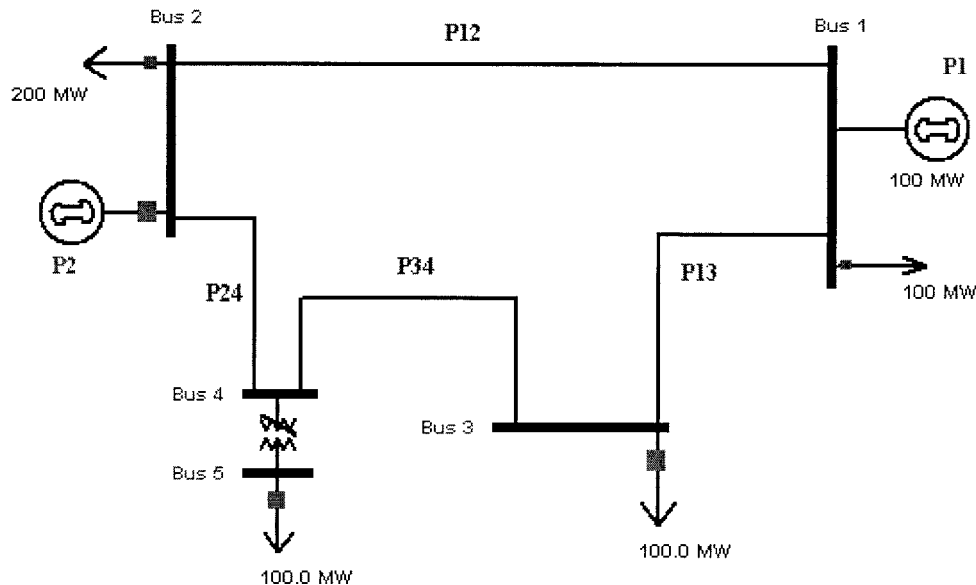 Bus 2
P12
Bus 1
P1
200 MW
100 MW
P2
P34
P13
P24
100 MW
Bus 4
Bus 3
Bus 5
100.0 MW
100.0 MW